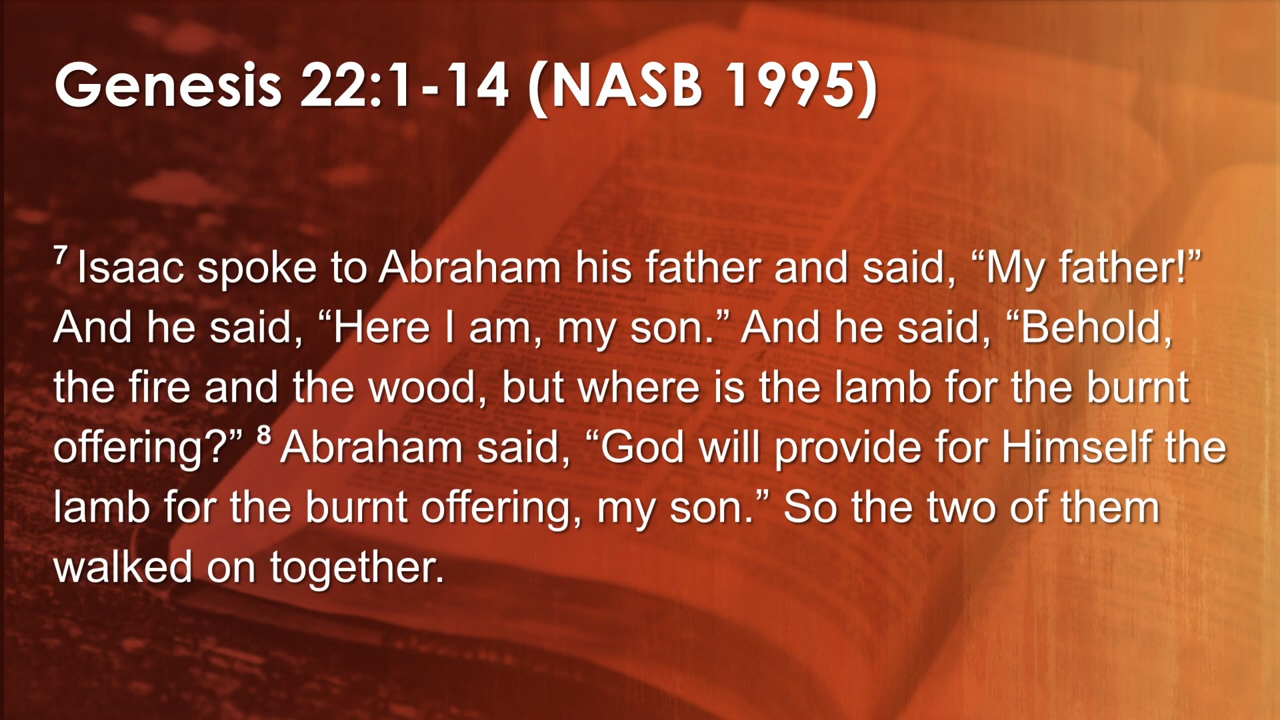 Genesis 22:1-14 (NASB 1995)
7 Isaac spoke to Abraham his father and said, “My father!”
And he said, “Here I am, my son.” And he said, “Behold,
the fire and the wood, but where is the lamb for the burnt
offering?” 8 Abraham said, “God will provide for Himself the
lamb for the burnt offering, my son.” So the two of them
walked on together.